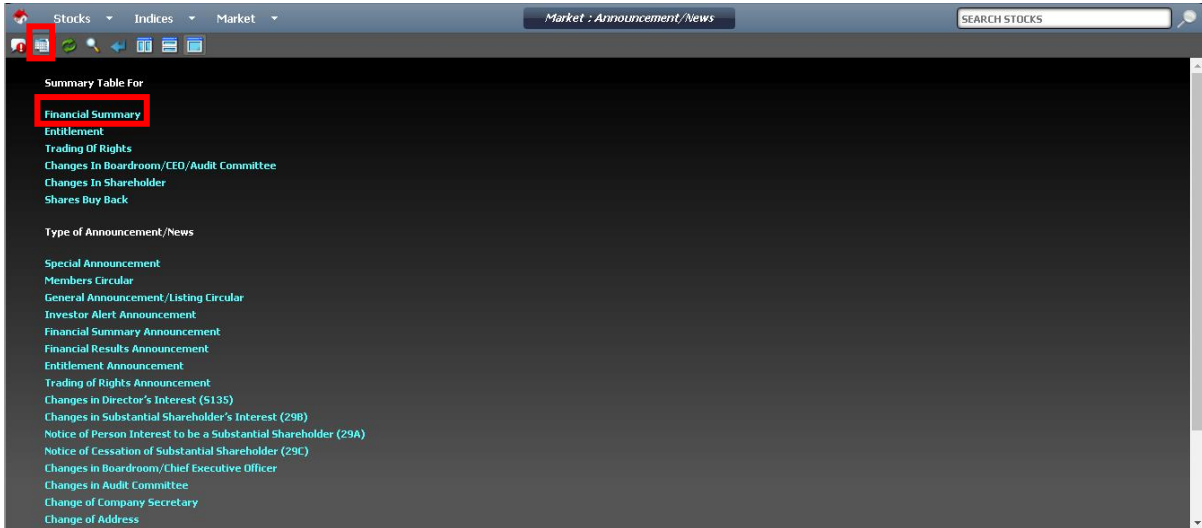 Stocks Indices Market Market : Announcement/News SEARCH STOCKS
Summary Table For
Financial Summary
Entitlement
Trading Of Rights
Changes In Boardroom/CEO/Audit Committee
Changes In Shareholder
Shares Buy Back
Type of Announcement/News
Special Announcement
Members Circular
General Announcement/Listing Circular
Investor Alert Announcement
Financial Summary Announcement
Financial Results Announcement
Entitlement Announcement
Trading of Rights Announcement
Changes in Director's Interest (S135)
Changes in Substantial Shareholder's Interest (29B)
Notice of Person Interest to be a Substantial Shareholder (29A)
Notice of Cessation of Substantial Shareholder (29C)
Changes in Boardroom/Chief Executive Officer
Changes in Audit Committee
Change of Company Secretary
Change of Address